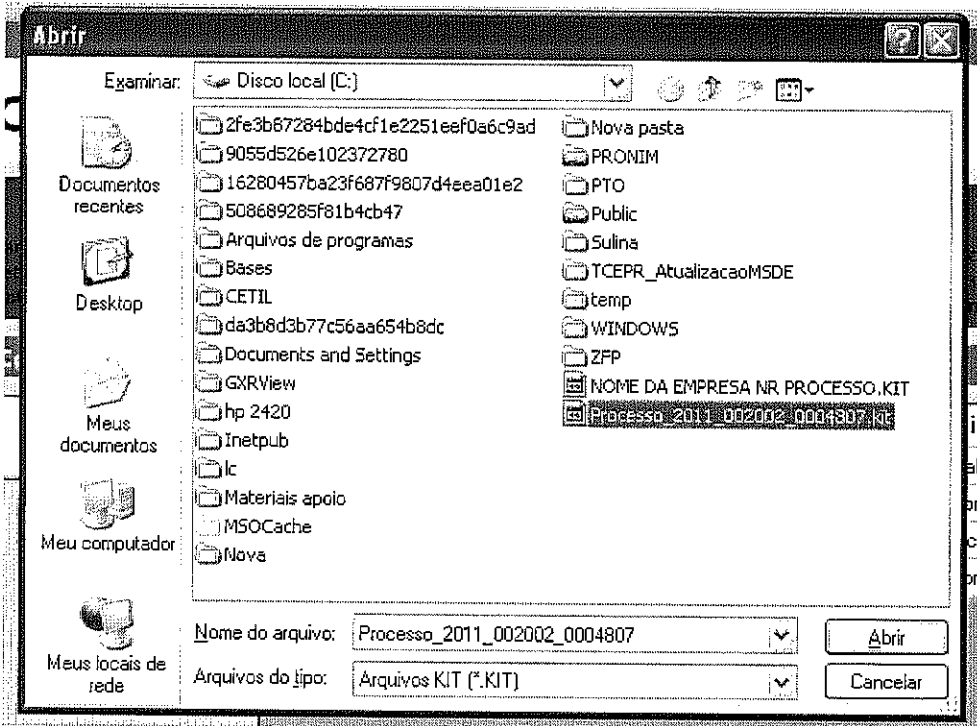 Abrir
Examinar: Disco local (C:)
Documentos
recentes
Desktop
Meus
documentos
Meu computador
Meus locais de
rede
2fe3b67284bde4cf1e2251eef0a6c9ad
9055d526e102372780
16280457ba23f687f9807d4eea01e2
508689285f81b4cb47
Arquivos de programas
Bases
CETIL
da3b8d3b77c56aa654b8dc
Documents and Settings
GXRView
hp 2420
Inetpub
lc
Materiais apoio
MSOCache
Nova
Nova pasta
PRONIM
PTO
Public
Sulina
TCEPR_AtualizacaoMSDE
temp
WINDOWS
ZFP
NOME DA EMPRESA NR PROCESSO.KIT
Processo_2011_002002_0004807.kit
Nome do arquivo: Processo_2011_002002_0004807
Abrir
Arquivos do tipo: Arquivos KIT (*.KIT)
Cancelar